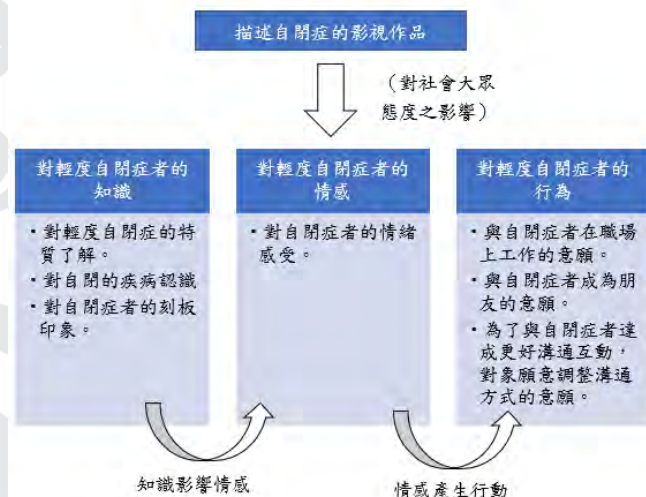 描述自閉症的影視作品
（對社會大眾
態度之影響）
對輕度自閉症者的
知識
・對輕度自閉症的特
質了解。
・對自閉的疾病認識
・對自閉症者的刻板
印象。
對輕度自閉症者的
情感
・對自閉症者的情緒
感受。
對輕度自閉症者的
行為
・與自閉症者在職場
上工作的意願。
・與自閉症者成為朋
友的意願。
・為了與自閉症者達
成更好溝通互動，
對象願意調整溝通
方式的意願。
知識影響情感
情感產生行動